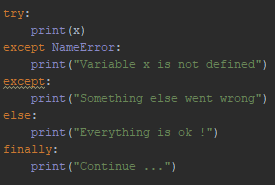 try:
    print(x)
except NameError:
    print("Variable x is not defined")
except:
    print("Something else went wrong")
else:
    print("Everything is ok !")
finally:
    print("Continue ...")